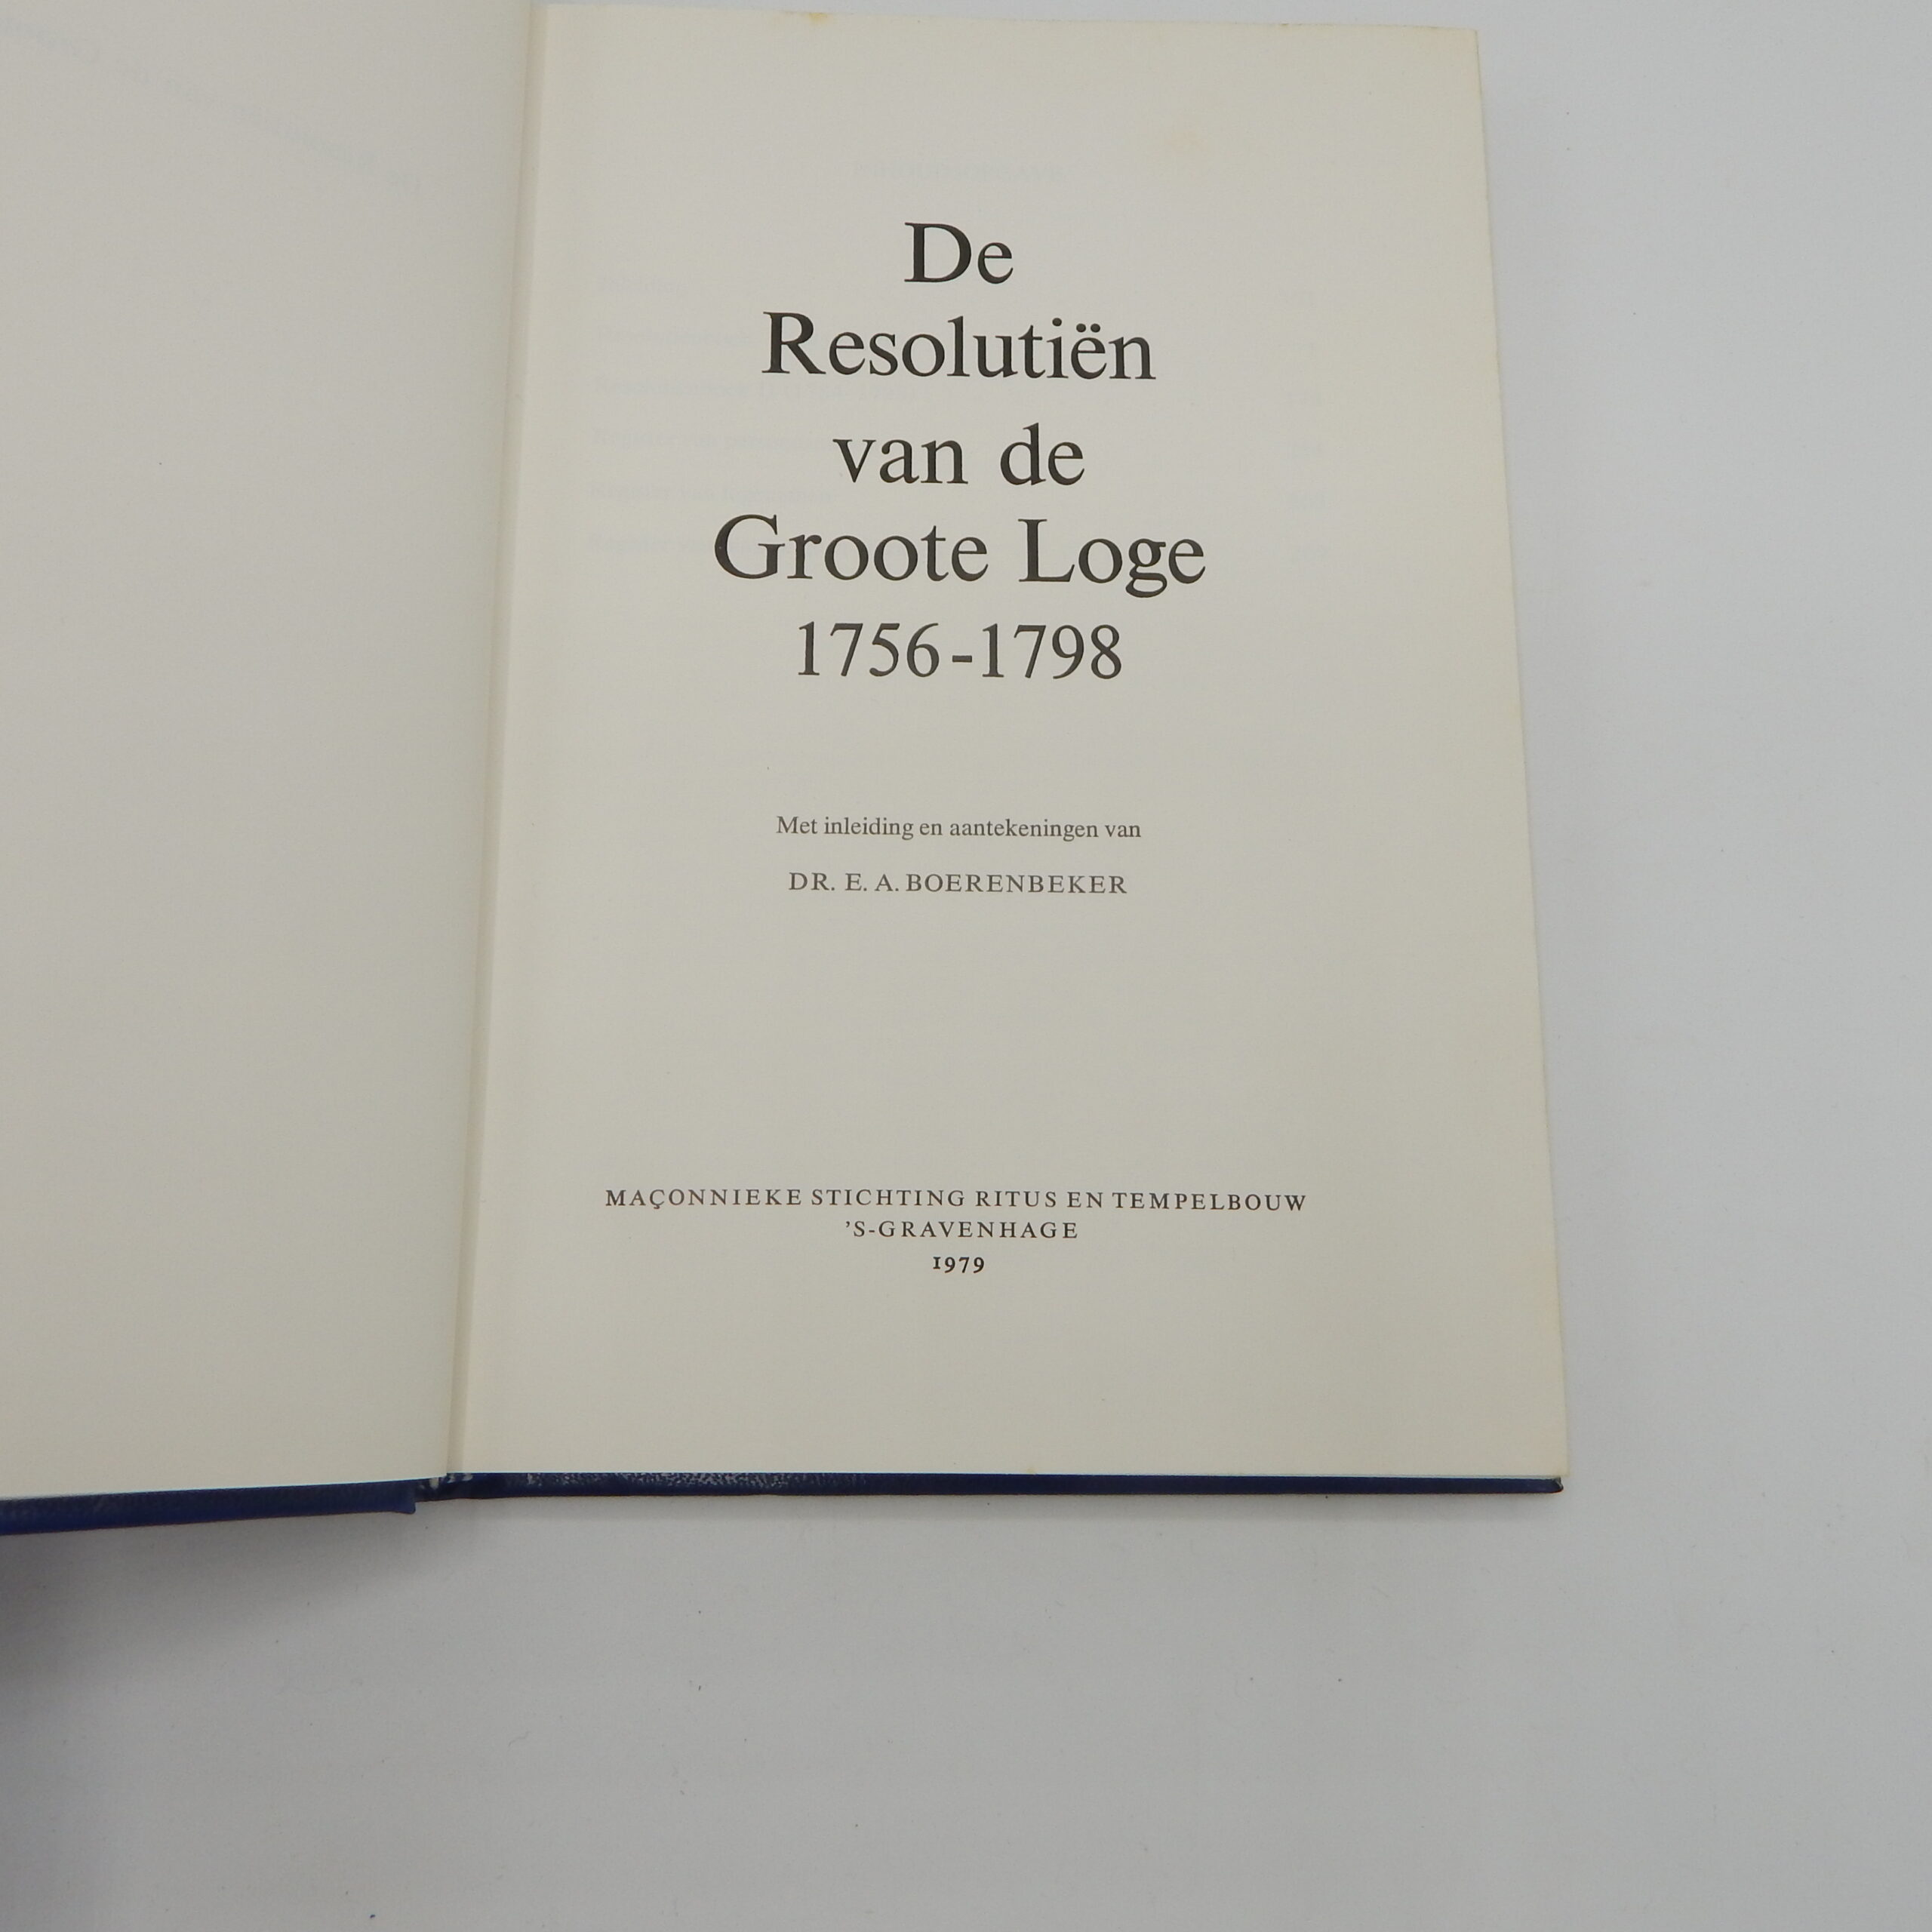 De
Resolutiën
van de
Groote Loge
1756-1798
Met inleiding en aantekeningen van
DR. E. A. BOERENBEKER
MAÇONNIEKE STICHTING RITUS EN TEMPELBOUW
'S-GRAVENHAGE
1979